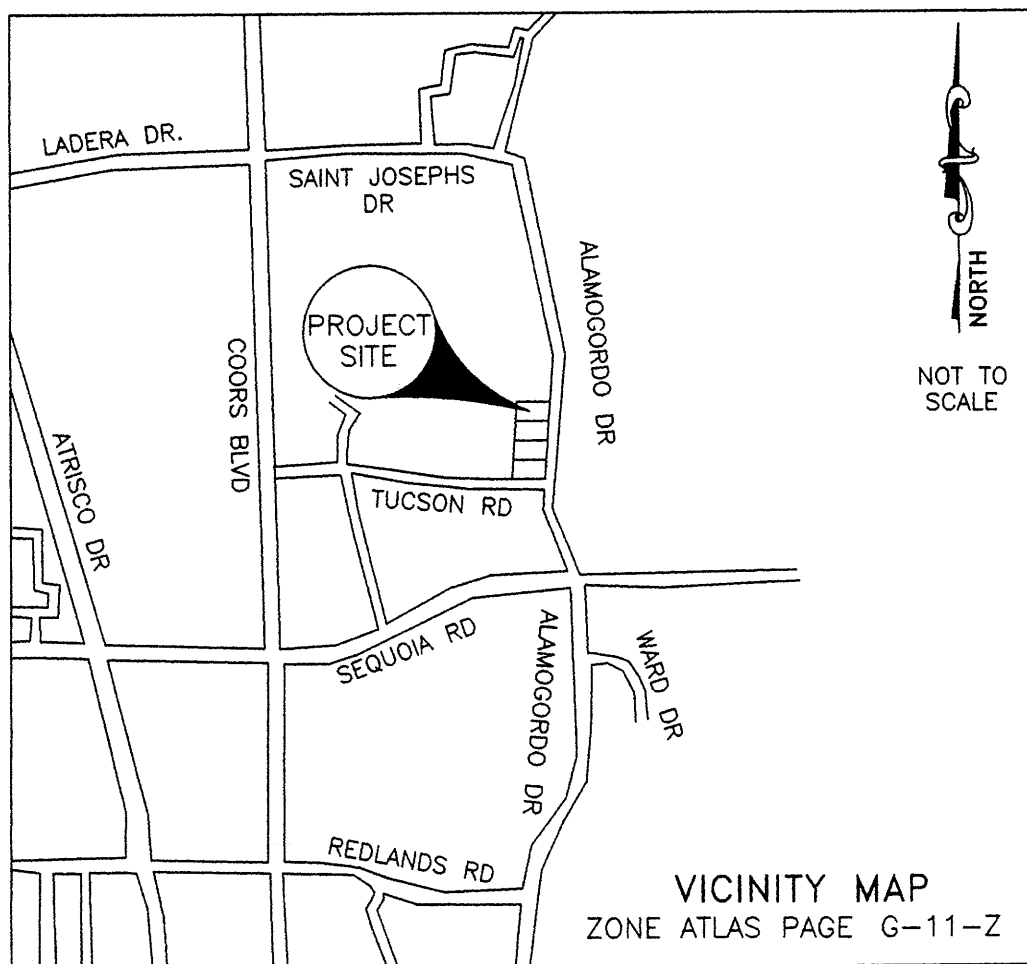 LADERA DR.
SAINT JOSEPHS
DR
ALAMOGORDO DR
NORTH
NOT TO
SCALE
PROJECT
SITE
COORS BLVD
ATRISCO DR
TUCSON RD
SEQUOIA RD
ALAMOGORDO DR
WARD DR
REDLANDS RD
VICINITY MAP
ZONE ATLAS PAGE G-11-Z